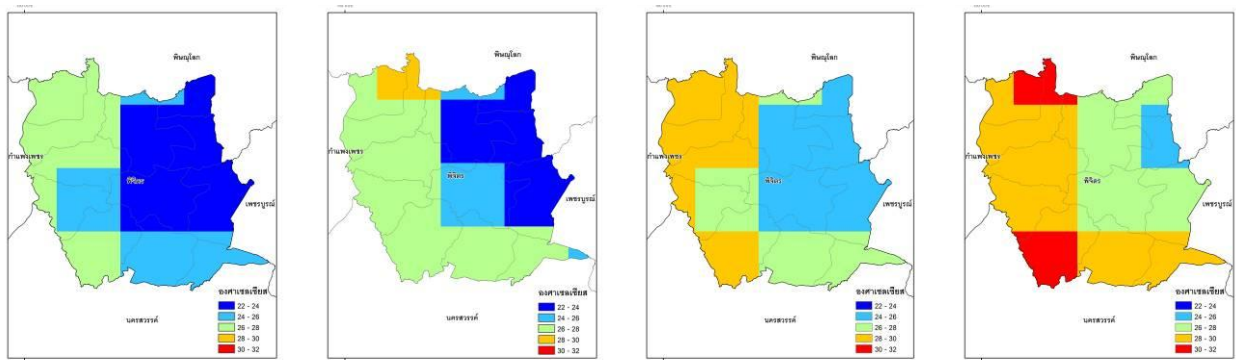 พิษณุโลก
กำแพงเพชร
พิจิตร
เพชรบูรณ์
องศาเซลเซียส
22 - 24
24 - 26
26 - 28
28 - 30
30 - 32
นครสวรรค์
พิษณุโลก
พิจิตร
กำแพงเพชร
เพชรบูรณ์
องศาเซลเซียส
22 - 24
24 - 26
26 - 28
28 - 30
30 - 32
นครสวรรค์
พิษณุโลก
กำแพงเพชร
พิจิตร
เพชรบูรณ์
องศาเซลเซียส
22 - 24
24 - 26
26 - 28
28 - 30
30 - 32
นครสวรรค์
พิษณุโลก
กำแพงเพชร
พิจิตร
เพชรบูรณ์
องศาเซลเซียส
22 - 24
24 - 26
26 - 28
28 - 30
30 - 32
นครสวรรค์